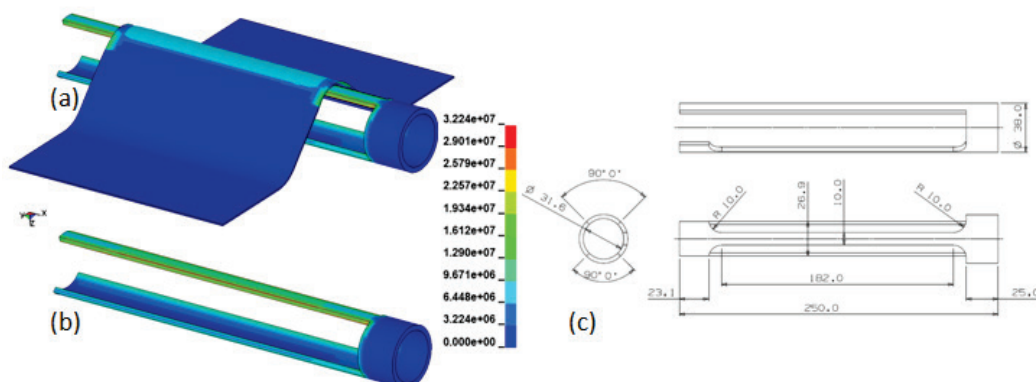 (a)
3.224e+07
2.901e+07
2.579e+07
2.257e+07
1.934e+07
1.612e+07
1.290e+07
9.671e+06
6.448e+06
3.224e+06
0.000e+00
X
Z
(b)
Ø 38.0
90°0'
Ø 31.6
90°0'
R 10.0
26.9
10.0
R 10.0
182.0
23.1
25.0
250.0
(c)